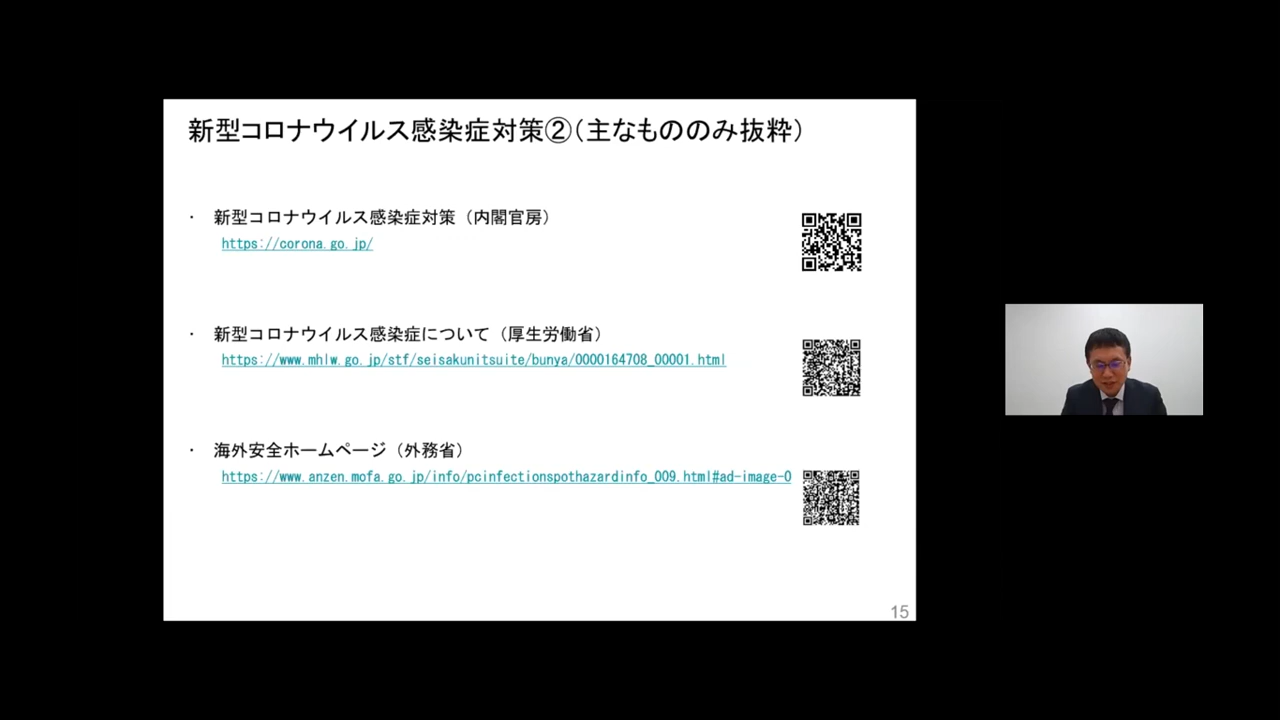 新型コロナウイルス感染症対策②(主なもののみ抜粋)
・ 新型コロナウイルス感染症対策（内閣官房）
https://corona.go.jp/
・ 新型コロナウイルス感染症について（厚生労働省）
https://www.mhlw.go.jp/stf/seisakunitsuite/bunya/0000164708_00001.html
・ 海外安全ホームページ（外務省）
https://www.anzen.mofa.go.jp/info/pcinfectionspothazardinfo_009.html#ad-image-0
15